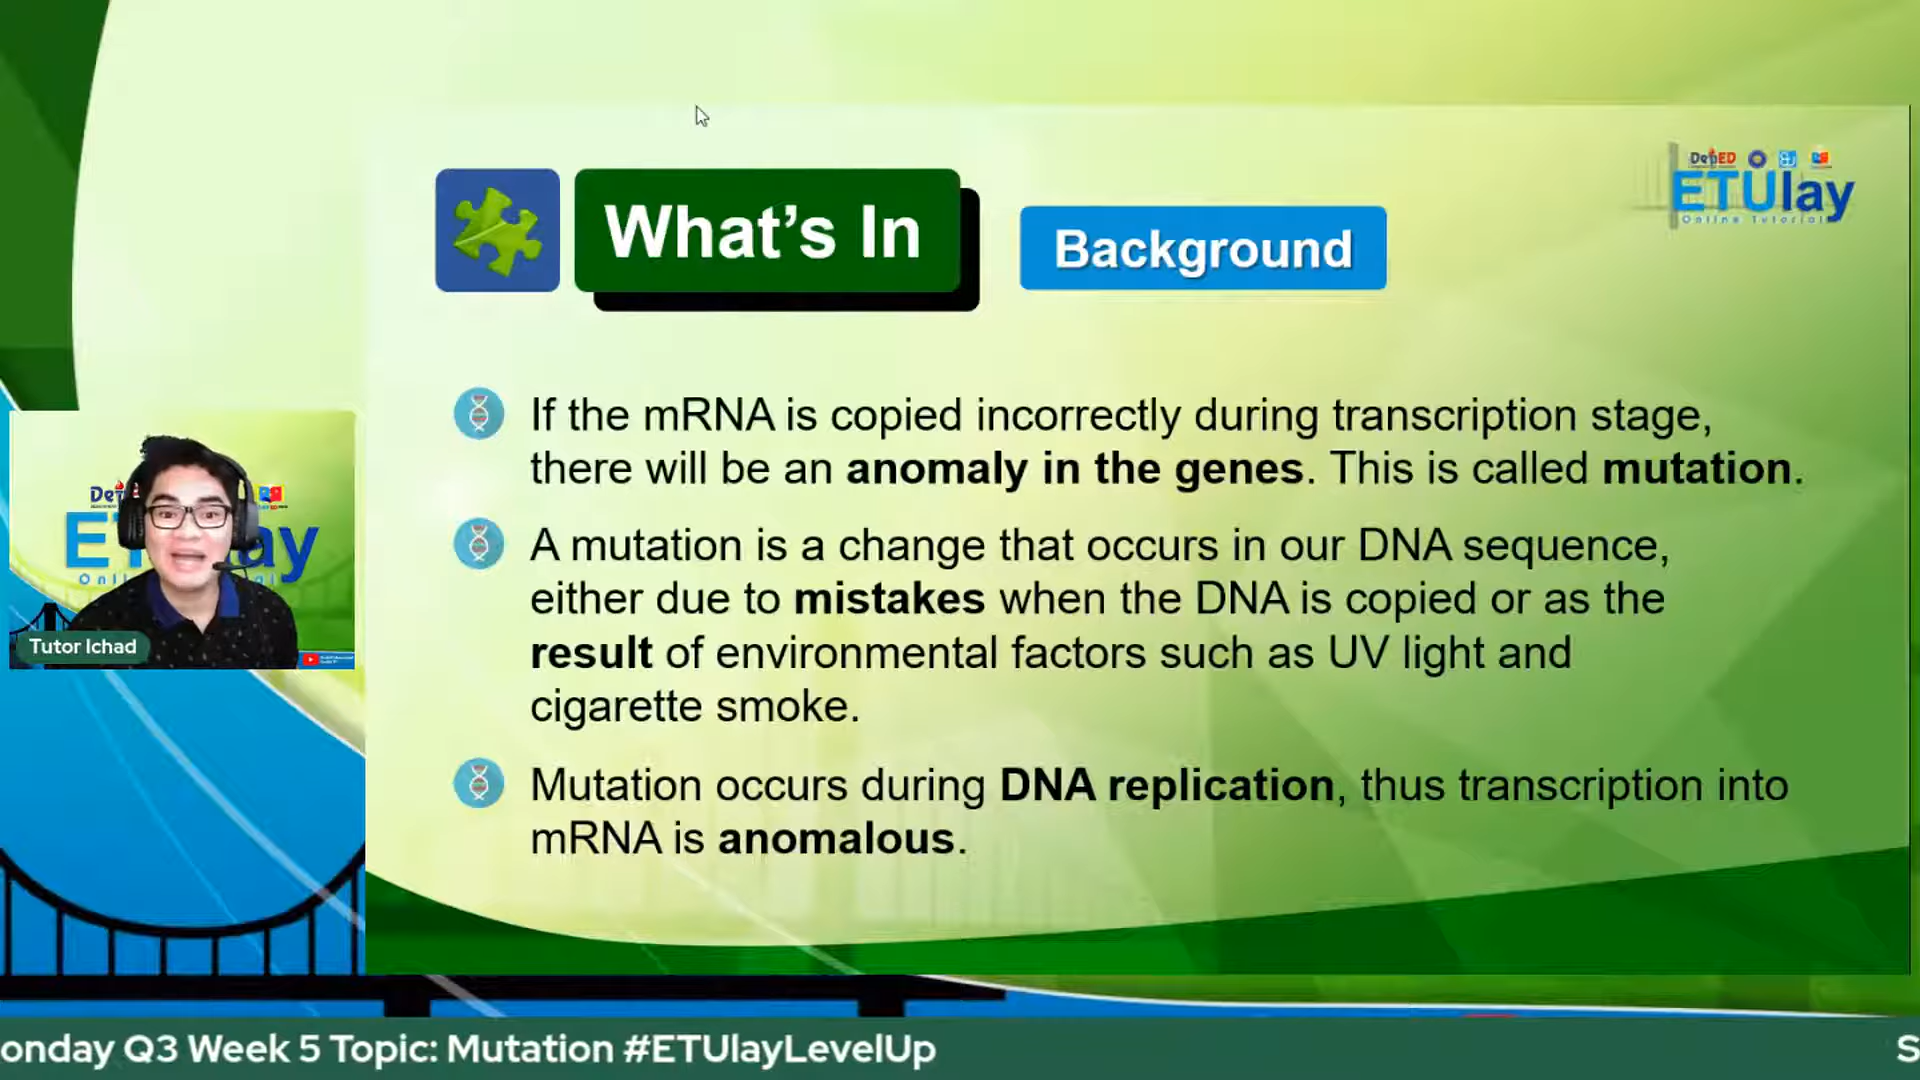 What's In
Background
DepED
ETUlay
Online Tutorial
If the mRNA is copied incorrectly during transcription stage,
there will be an anomaly in the genes. This is called mutation.
A mutation is a change that occurs in our DNA sequence,
either due to mistakes when the DNA is copied or as the
result of environmental factors such as UV light and
cigarette smoke.
Mutation occurs during DNA replication, thus transcription into
mRNA is anomalous.
Tutor Ichad
onday Q3 Week 5 Topic: Mutation #ETUlayLevelUp
S